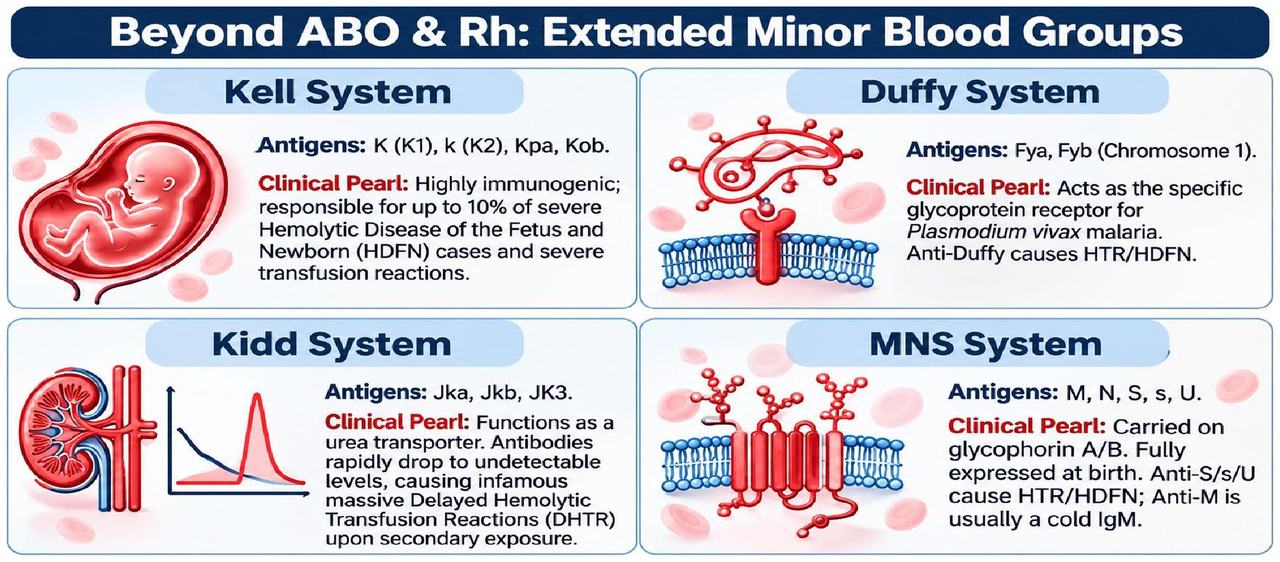 Beyond ABO & Rh: Extended Minor Blood Groups
Kell System
Antigens: K (K1), k (K2), Kpa, Kob.
Clinical Pearl: Highly immunogenic;
responsible for up to 10% of severe
Hemolytic Disease of the Fetus and
Newborn (HDFN) cases and severe
transfusion reactions.
Duffy System
Antigens: Fya, Fyb (Chromosome 1).
Clinical Pearl: Acts as the specific
glycoprotein receptor for
Plasmodium vivax malaria.
Anti-Duffy causes HTR/HDFN.
Kidd System
Antigens: Jka, Jkb, JK3.
Clinical Pearl: Functions as a
urea transporter. Antibodies
rapidly drop to undetectable
levels, causing infamous
massive Delayed Hemolytic
Transfusion Reactions (DHTR)
upon secondary exposure.
MNS System
Antigens: M, N, S, s, U.
Clinical Pearl: Carried on
glycophorin A/B. Fully
expressed at birth. Anti-S/s/U
cause HTR/HDFN; Anti-M is
usually a cold IgM.